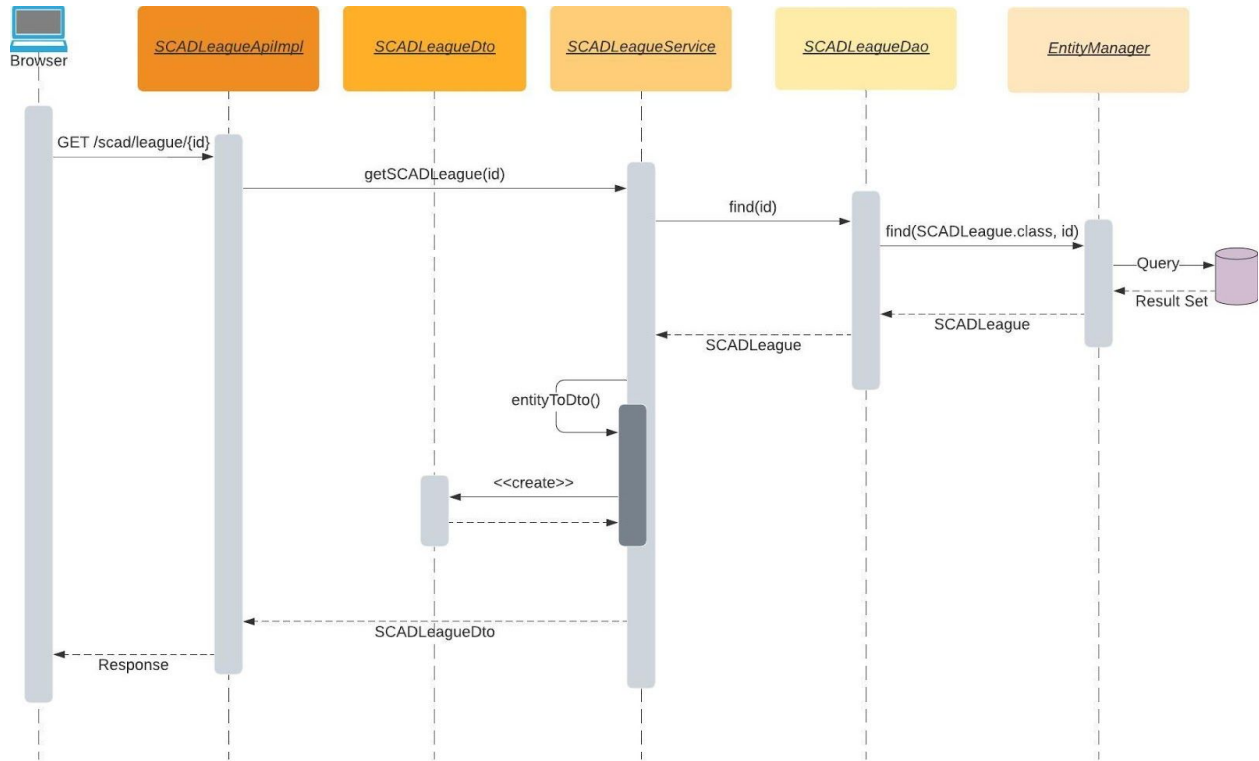 Browser
SCADLeagueApiImpl
SCADLeagueDto
SCADLeagueService
SCADLeagueDao
EntityManager
GET /scad/league/{id}
getSCADLeague(id)
find(id)
find(SCADLeague.class, id)
Query
Result Set
SCADLeague
SCADLeague
entityToDto()
<<create>>
SCADLeagueDto
Response